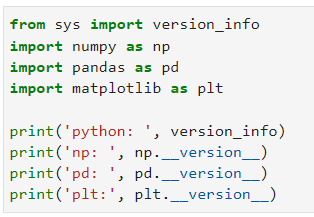 from sys import version_info
import numpy as np
import pandas as pd
import matplotlib as plt

print('python: ', version_info)
print('np: ', np.__version__)
print('pd: ', pd.__version__)
print('plt:', plt.__version__)